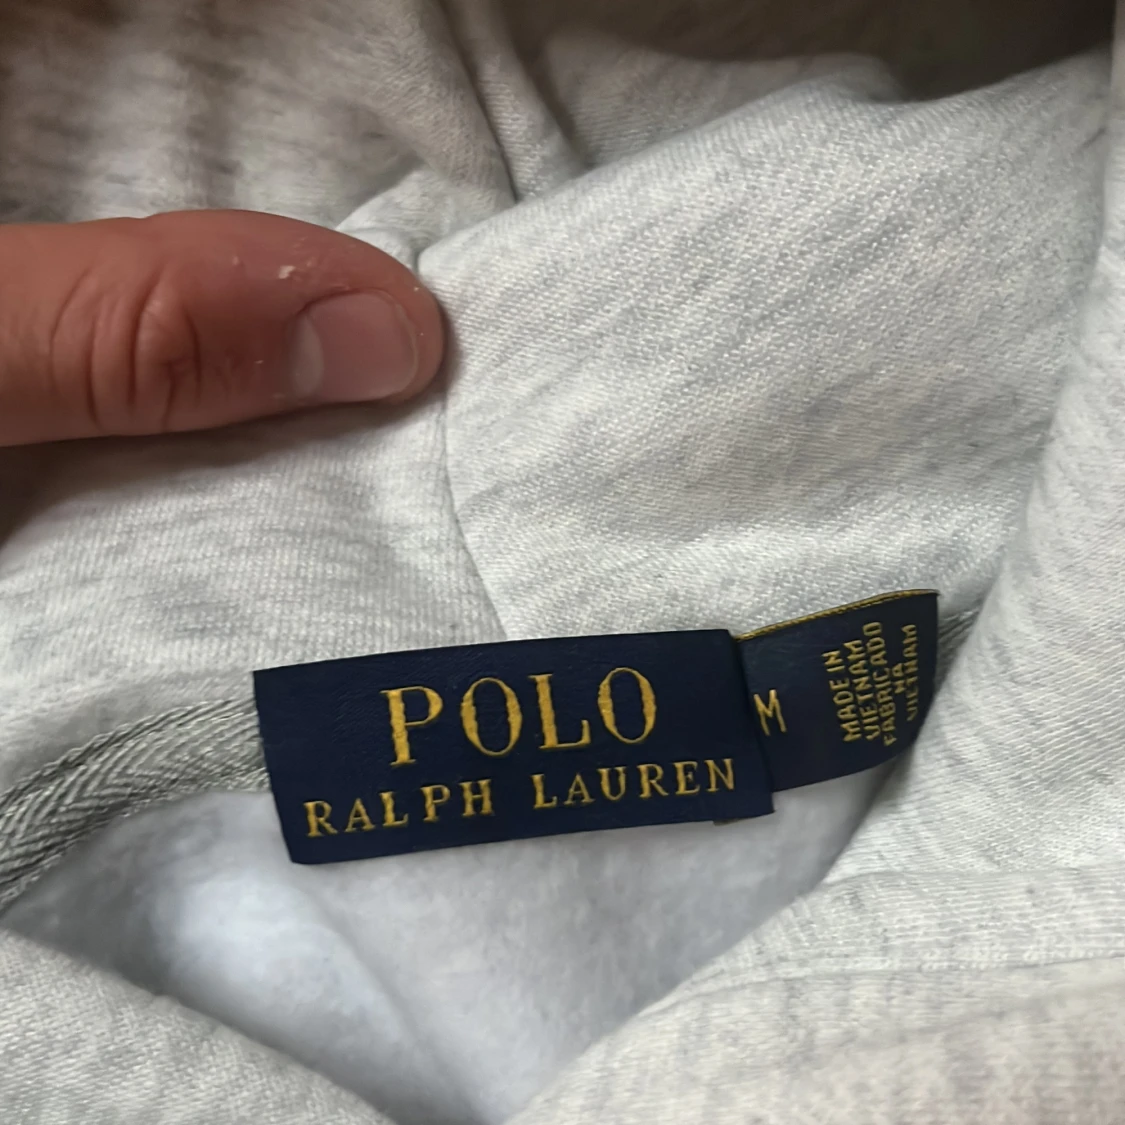 POLO
RALPH LAUREN
M
MADE IN
VIETNAM
FABRICADO
NA
VIETNAM